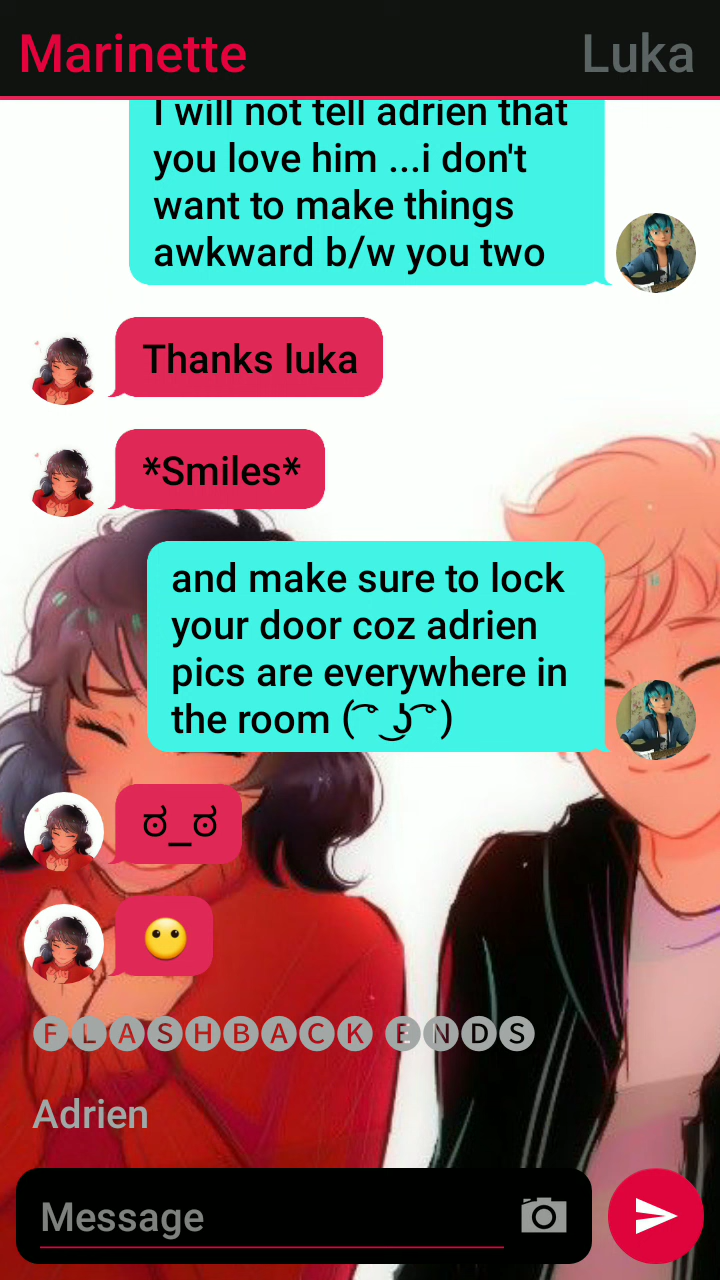 Marinette
Luka
I will not tell adrien that
you love him ...i don't
want to make things
awkward b/w you two
Thanks luka
*Smiles*
and make sure to lock
your door coz adrien
pics are everywhere in
the room ( ͡° ͜ʖ ͡°)
ಠ_ಠ
😶
🅕🅛🅐🅢🅗🅑🅐🅒🅚 🅔🅝🅓🅢
Adrien
Message